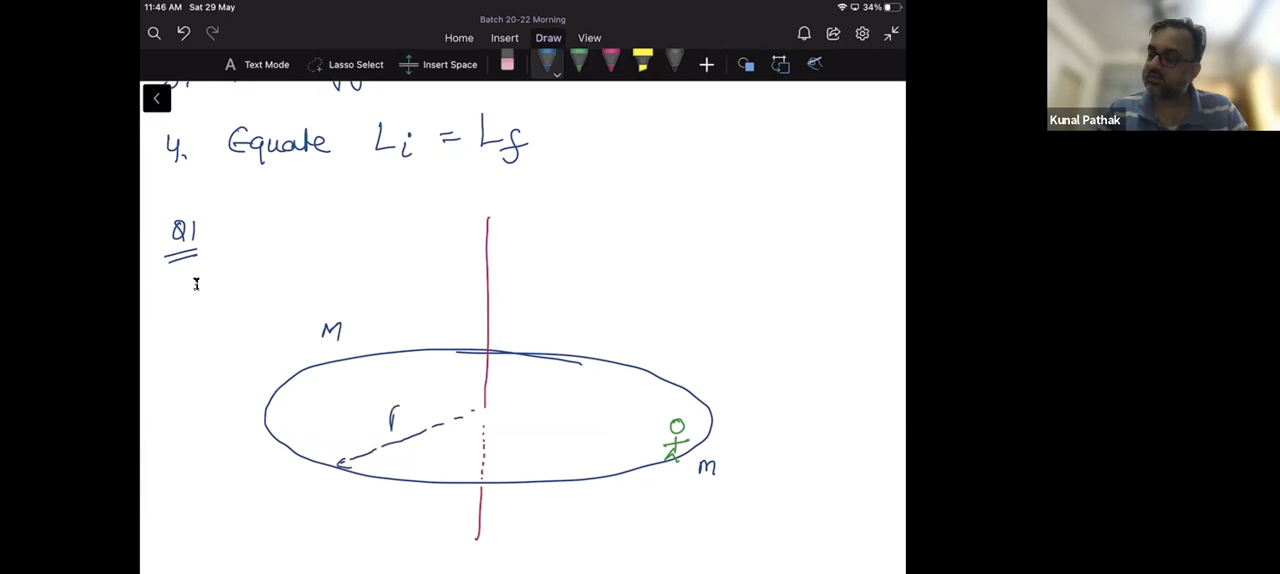 11:46 AM Sat 29 May
34%
Batch 20-22 Morning
Home Insert Draw View
A Text Mode Lasso Select Insert Space
4. Equate Li = Lf
Q1
M
r
m
Kunal Pathak